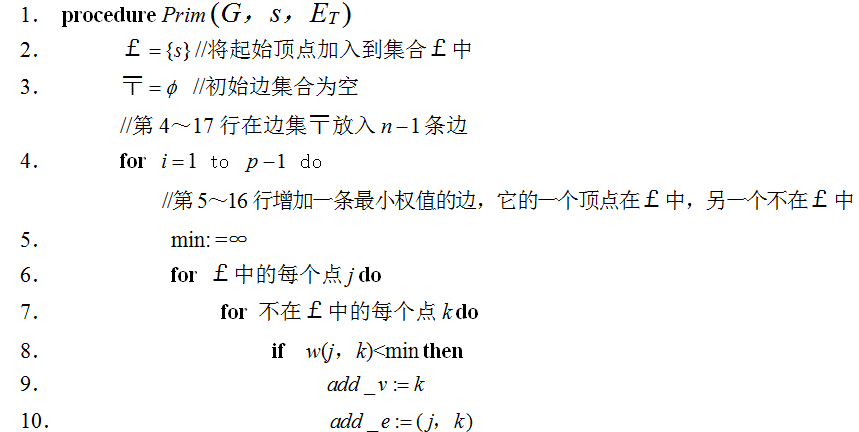 1. procedure Prim(G，s，E_T)
2. £ = {s} //将起始顶点加入到集合£中
3. 〒= ϕ //初始边集合为空
//第 4～17 行在边集〒放入 n−1 条边
4. for i=1 to p−1 do
//第 5～16 行增加一条最小权值的边，它的一个顶点在£中，另一个不在£中
5. min: =∞
6. for £中的每个点 j do
7. for 不在£中的每个点 k do
8. if w(j，k)<min then
9. add_v := k
10. add_e := (j，k)